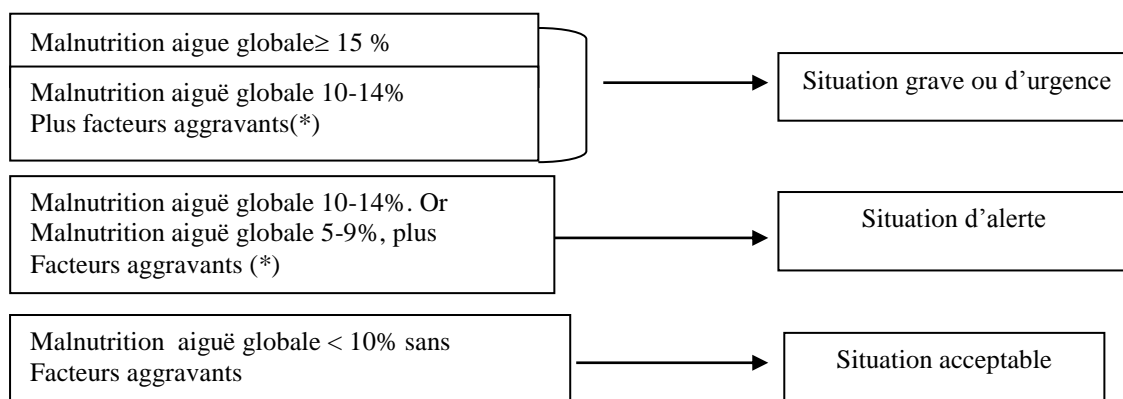 Malnutrition aigue globale≥ 15 %
Malnutrition aiguë globale 10-14%
Plus facteurs aggravants(*)
Situation grave ou d'urgence
Malnutrition aiguë globale 10-14%. Or
Malnutrition aiguë globale 5-9%, plus
Facteurs aggravants (*)
Situation d'alerte
Malnutrition aiguë globale < 10% sans
Facteurs aggravants
Situation acceptable